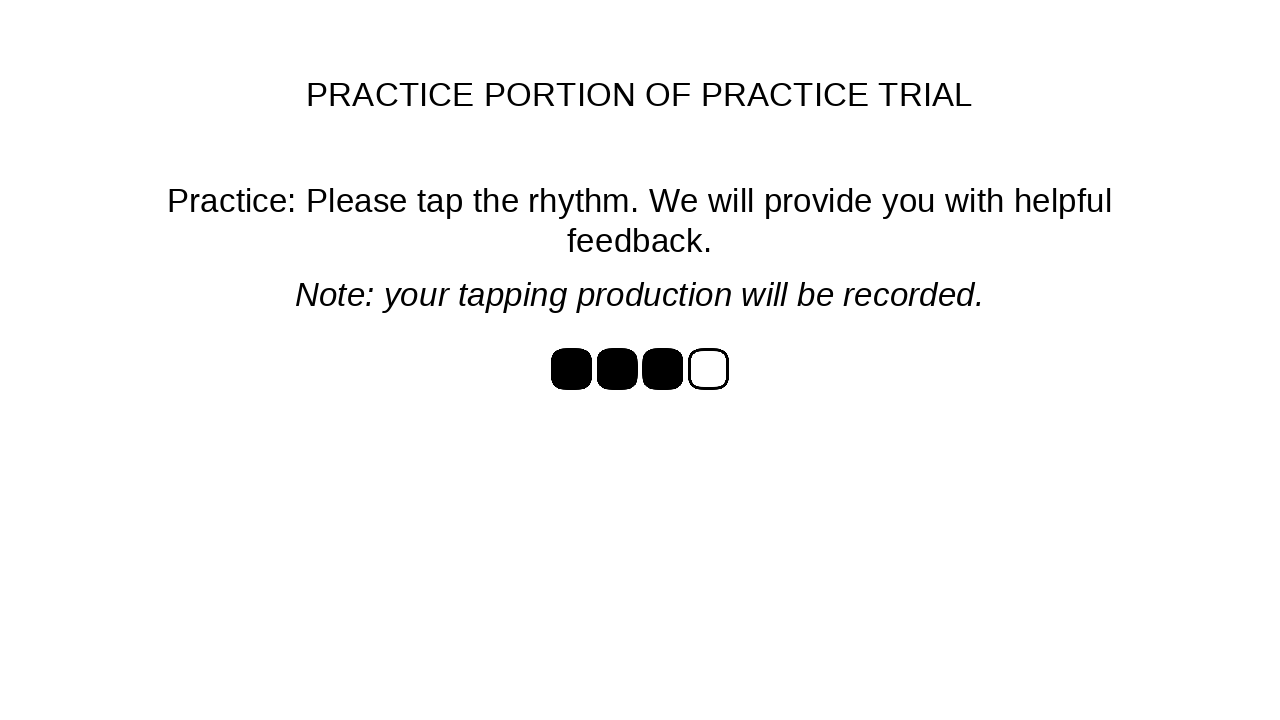 PRACTICE PORTION OF PRACTICE TRIAL
Practice: Please tap the rhythm. We will provide you with helpful
feedback.
Note: your tapping production will be recorded.